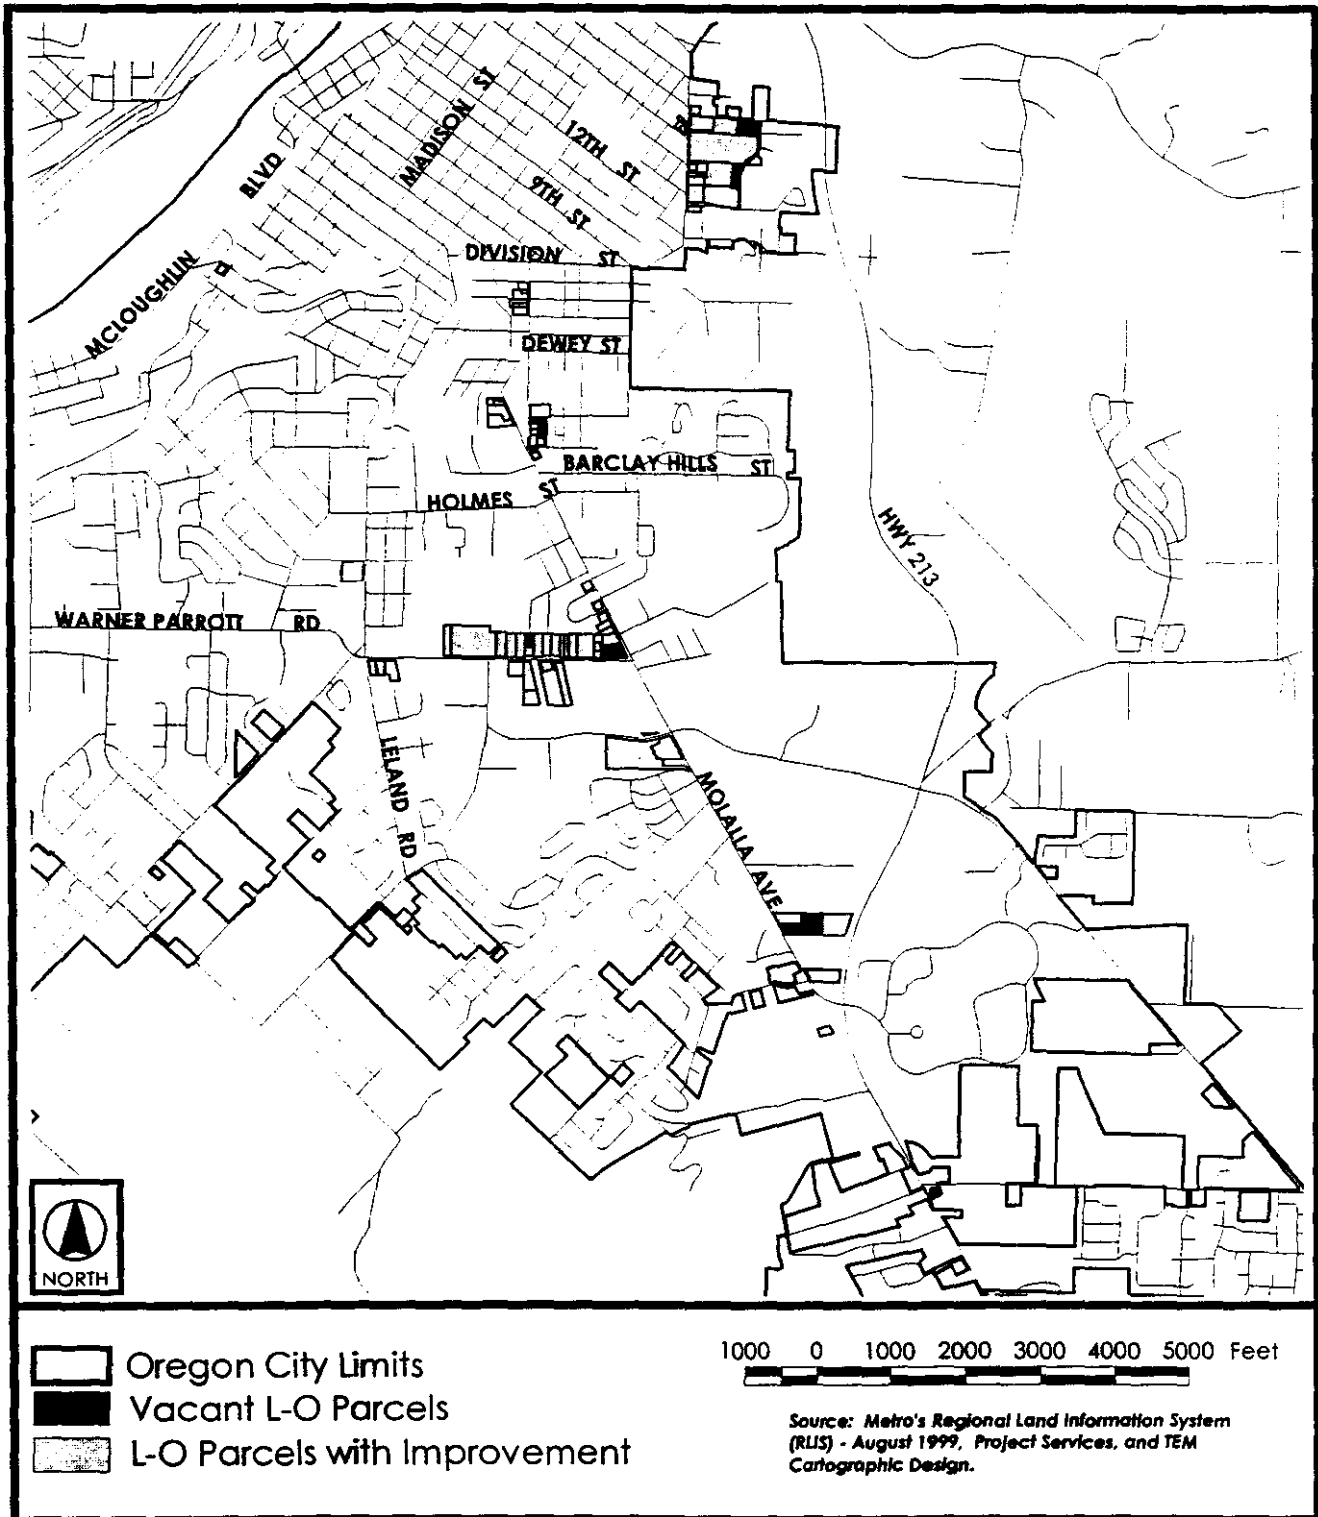 MADISON ST
12TH ST
BLVD
9TH ST
DIVISION ST
MCLOUGHLIN
DEWEY ST
BARCLAY HILLS ST
HOLMES ST
HWY 213
WARNER PARROTT RD
LELAND RD
MOLALLA AVE
NORTH
Oregon City Limits
Vacant L-O Parcels
L-O Parcels with Improvement
1000 0 1000 2000 3000 4000 5000 Feet
Source: Metro's Regional Land Information System
(RLIS) - August 1999, Project Services, and TEM
Cartographic Design.